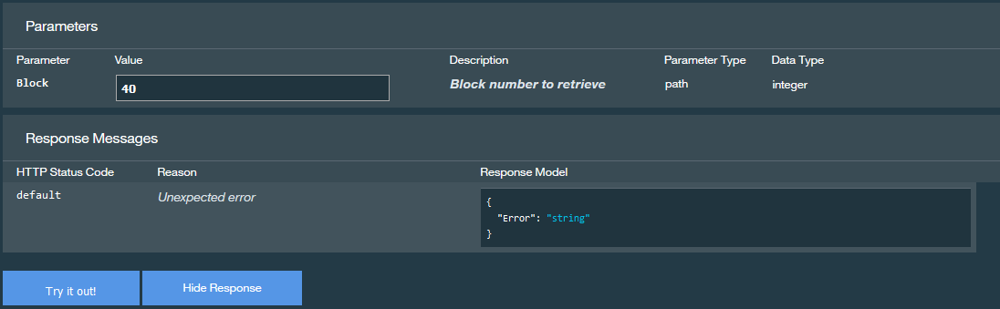 Parameters
Parameter Value Description Parameter Type Data Type
Block 40 Block number to retrieve path integer
Response Messages
HTTP Status Code Reason Response Model
default Unexpected error
{
"Error": "string"
}
Try it out! Hide Response